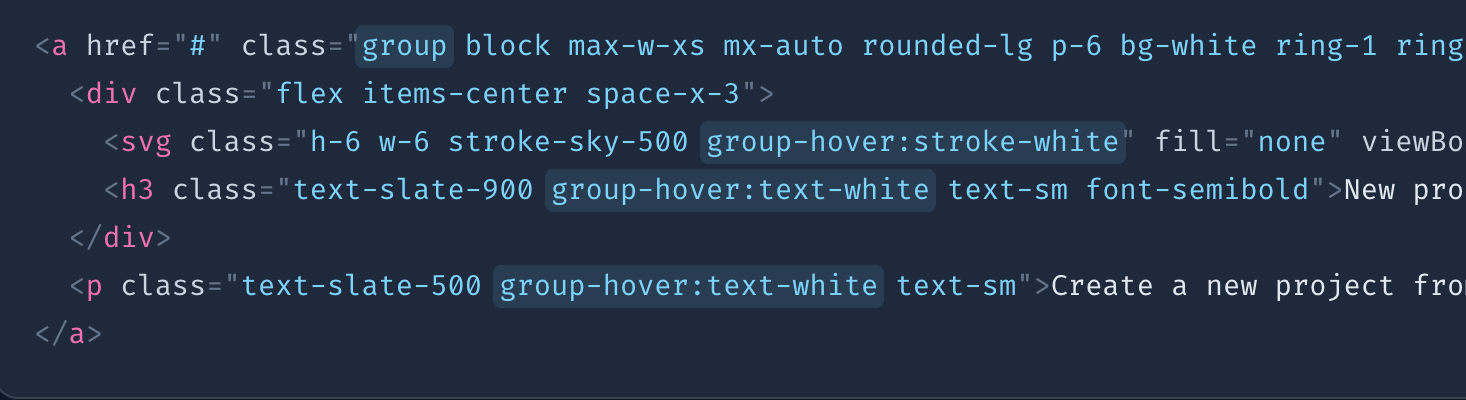 <a href="#" class="group block max-w-xs mx-auto rounded-lg p-6 bg-white ring-1 ring
<div class="flex items-center space-x-3">
<svg class="h-6 w-6 stroke-sky-500 group-hover:stroke-white" fill="none" viewBo
<h3 class="text-slate-900 group-hover:text-white text-sm font-semibold">New pro
</div>
<p class="text-slate-500 group-hover:text-white text-sm">Create a new project fro
</a>